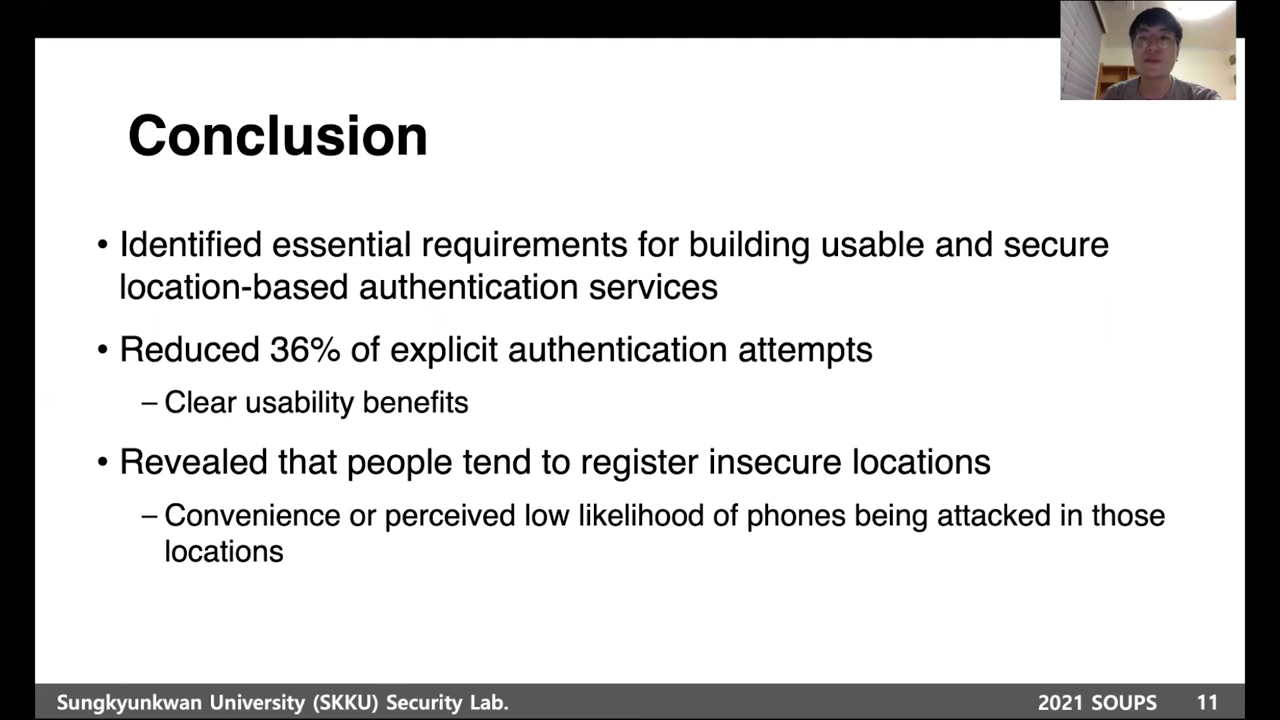 Conclusion
• Identified essential requirements for building usable and secure
location-based authentication services
• Reduced 36% of explicit authentication attempts
– Clear usability benefits
• Revealed that people tend to register insecure locations
– Convenience or perceived low likelihood of phones being attacked in those
locations
Sungkyunkwan University (SKKU) Security Lab.
2021 SOUPS 11